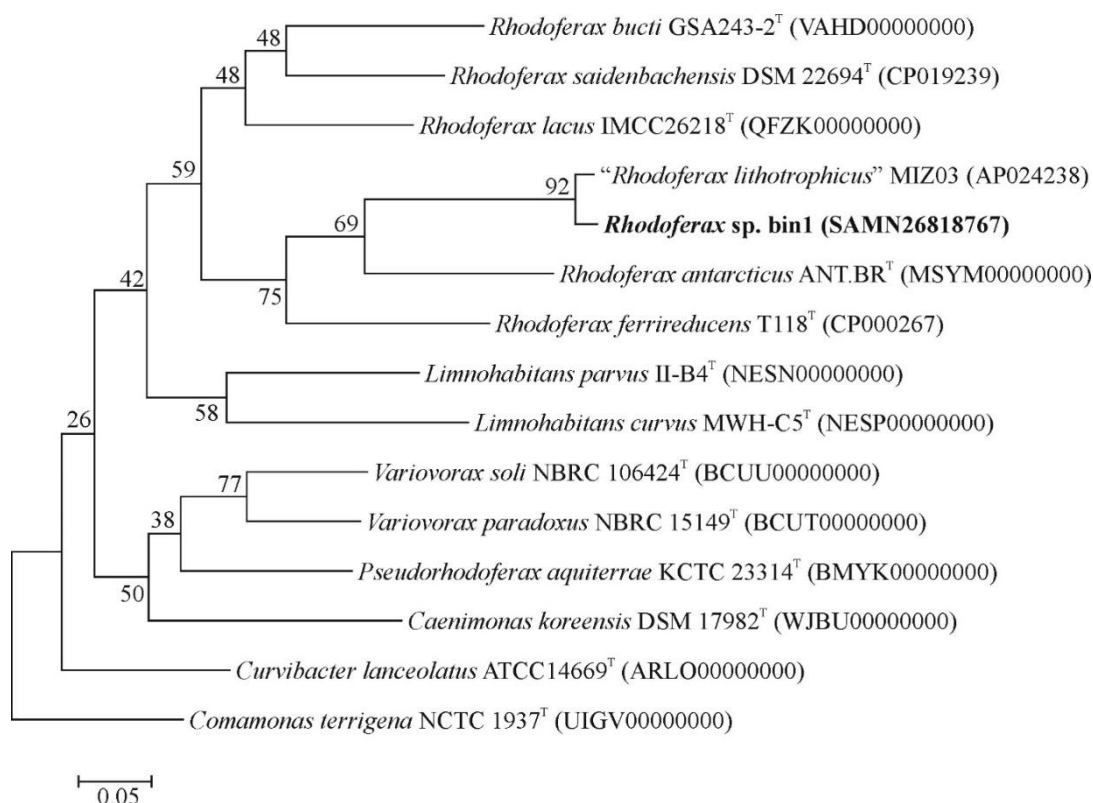 48 Rhodoferax bucti GSA243-2ᵀ (VAHD00000000)
48 Rhodoferax saidenbachensis DSM 22694ᵀ (CP019239)
Rhodoferax lacus IMCC26218ᵀ (QFZK00000000)
59 92 “Rhodoferax lithotrophicus” MIZ03 (AP024238)
69 Rhodoferax sp. bin1 (SAMN26818767)
42 75 Rhodoferax antarcticus ANT.BRᵀ (MSYM00000000)
Rhodoferax ferrireducens T118ᵀ (CP000267)
Limnohabitans parvus II-B4ᵀ (NESN00000000)
26 58 Limnohabitans curvus MWH-C5ᵀ (NESP00000000)
77 Variovorax soli NBRC 106424ᵀ (BCUU00000000)
38 Variovorax paradoxus NBRC 15149ᵀ (BCUT00000000)
50 Pseudorhodoferax aquiterrae KCTC 23314ᵀ (BMYK00000000)
Caenimonas koreensis DSM 17982ᵀ (WJBU00000000)
Curvibacter lanceolatus ATCC14669ᵀ (ARLO00000000)
Comamonas terrigena NCTC 1937ᵀ (UIGV00000000)
0.05